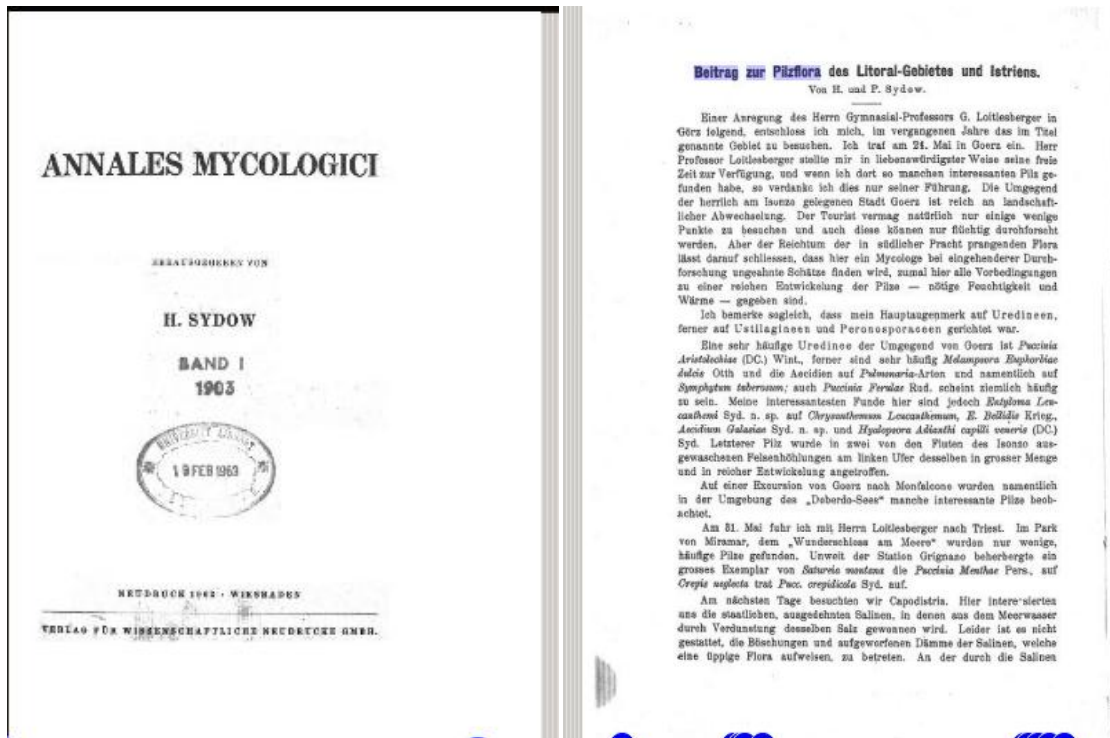 ANNALES MYCOLOGICI
HERAUSGEGEBEN VON
H. SYDOW
BAND I
1903
UNIVERSITY LIBRARY
19 FEB 1963
NEUDRUCK 1962 · WIESBADEN
VERLAG FÜR WISSENSCHAFTLICHE NEUDRUCKE GMBH.
Beitrag zur Pilzflora des Litoral-Gebietes und Istriens.
Von H. und P. Sydow.
Einer Anregung des Herrn Gymnasial-Professors G. Loitlesberger in
Görz folgend, entschloss ich mich, im vergangenen Jahre das im Titel
genannte Gebiet zu besuchen. Ich traf am 24. Mai in Goerz ein. Herr
Professor Loitlesberger stellte mir in liebenswürdigster Weise seine freie
Zeit zur Verfügung, und wenn ich dort so manchen interessanten Pilz ge-
funden habe, so verdanke ich dies nur seiner Führung. Die Umgegend
der herrlich am Isonzo gelegenen Stadt Goerz ist reich an landschaft-
licher Abwechselung. Der Tourist vermag natürlich nur einige wenige
Punkte zu besuchen und auch diese können nur flüchtig durchforscht
werden. Aber der Reichtum der in südlicher Pracht prangenden Flora
lässt darauf schliessen, dass hier ein Mycologe bei eingehenderer Durch-
forschung ungeahnte Schätze finden wird, zumal hier alle Vorbedingungen
zu einer reichen Entwickelung der Pilze — nötige Feuchtigkeit und
Wärme — gegeben sind.
Ich bemerke sogleich, dass mein Hauptaugenmerk auf Uredineen,
ferner auf Ustilagineen und Peronosporaceen gerichtet war.
Eine sehr häufige Uredinee der Umgegend von Goerz ist Puccinia
Aristolochiae (DC.) Wint., ferner sind sehr häufig Melampsora Euphorbiae
dulcis Otth und die Aecidien auf Pulmonaria-Arten und namentlich auf
Symphytum tuberosum; auch Puccinia Ferulae Rud. scheint ziemlich häufig
zu sein. Meine interessantesten Funde hier sind jedoch Entyloma Leu-
canthemi Syd. n. sp. auf Chrysanthemum Leucanthemum, E. Bellidis Krieg.,
Aecidium Galasiae Syd. n. sp. und Hyalopsora Adianthi capilli veneris (DC.)
Syd. Letzterer Pilz wurde in zwei von den Fluten des Isonzo aus-
gewaschenen Felsenhöhlungen am linken Ufer desselben in grosser Menge
und in reicher Entwickelung angetroffen.
Auf einer Excursion von Goerz nach Monfalcone wurden namentlich
in der Umgebung des „Doberdo-Sees“ manche interessante Pilze beob-
achtet.
Am 31. Mai fuhr ich mit Herrn Loitlesberger nach Triest. Im Park
von Miramar, dem „Wunderschloss am Meere“ wurden nur wenige,
häufige Pilze gefunden. Unweit der Station Grignano beherbergte ein
grosses Exemplar von Satureia montana die Puccinia Menthae Pers., auf
Crepis neglecta trat Pucc. crepidicola Syd. auf.
Am nächsten Tage besuchten wir Capodistria. Hier interessierten
uns die staatlichen, ausgedehnten Salinen, in denen aus dem Meerwasser
durch Verdunstung desselben Salz gewonnen wird. Leider ist es nicht
gestattet, die Böschungen und aufgeworfenen Dämme der Salinen, welche
eine üppige Flora aufweisen, zu betreten. An der durch die Salinen